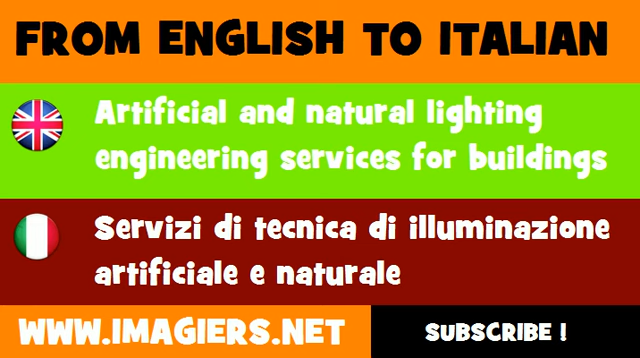 FROM ENGLISH TO ITALIAN
Artificial and natural lighting
engineering services for buildings
Servizi di tecnica di illuminazione
artificiale e naturale
WWW.IMAGIERS.NET
SUBSCRIBE !